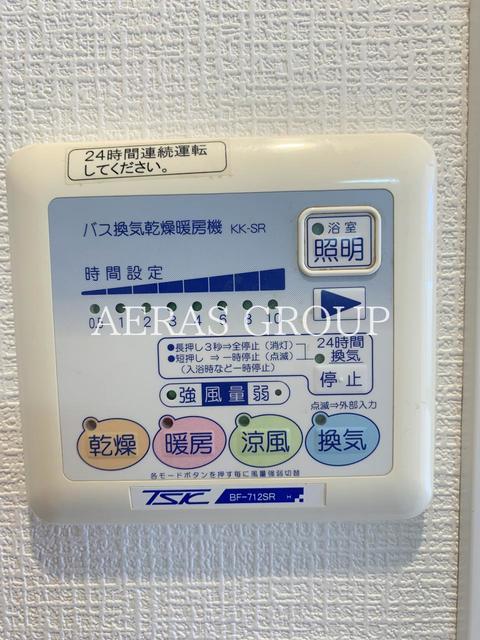 24時間連続運転
してください。
バス換気乾燥暖房機 KK-SR
浴室
照明
時間設定
0.5 1 2 3 4 6 8 10
AERAS GROUP
●長押し3秒⇒全停止(消灯)
●短押し ⇒一時停止(点滅)
(入浴時など一時停止)
24時間
換気
停止
強 風量 弱
点滅⇒外部入力
乾燥 暖房 涼風 換気
各モードボタンを押す毎に風量強弱切替
TSK BF-712SR H